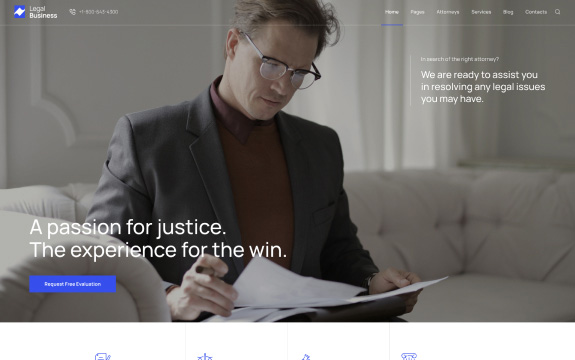 Legal
Business
+1-800-643-4300
Home
Pages
Attorneys
Services
Blog
Contacts
In search of the right attorney?
We are ready to assist you
in resolving any legal issues
you may have.
A passion for justice.
The experience for the win.
Request Free Evaluation